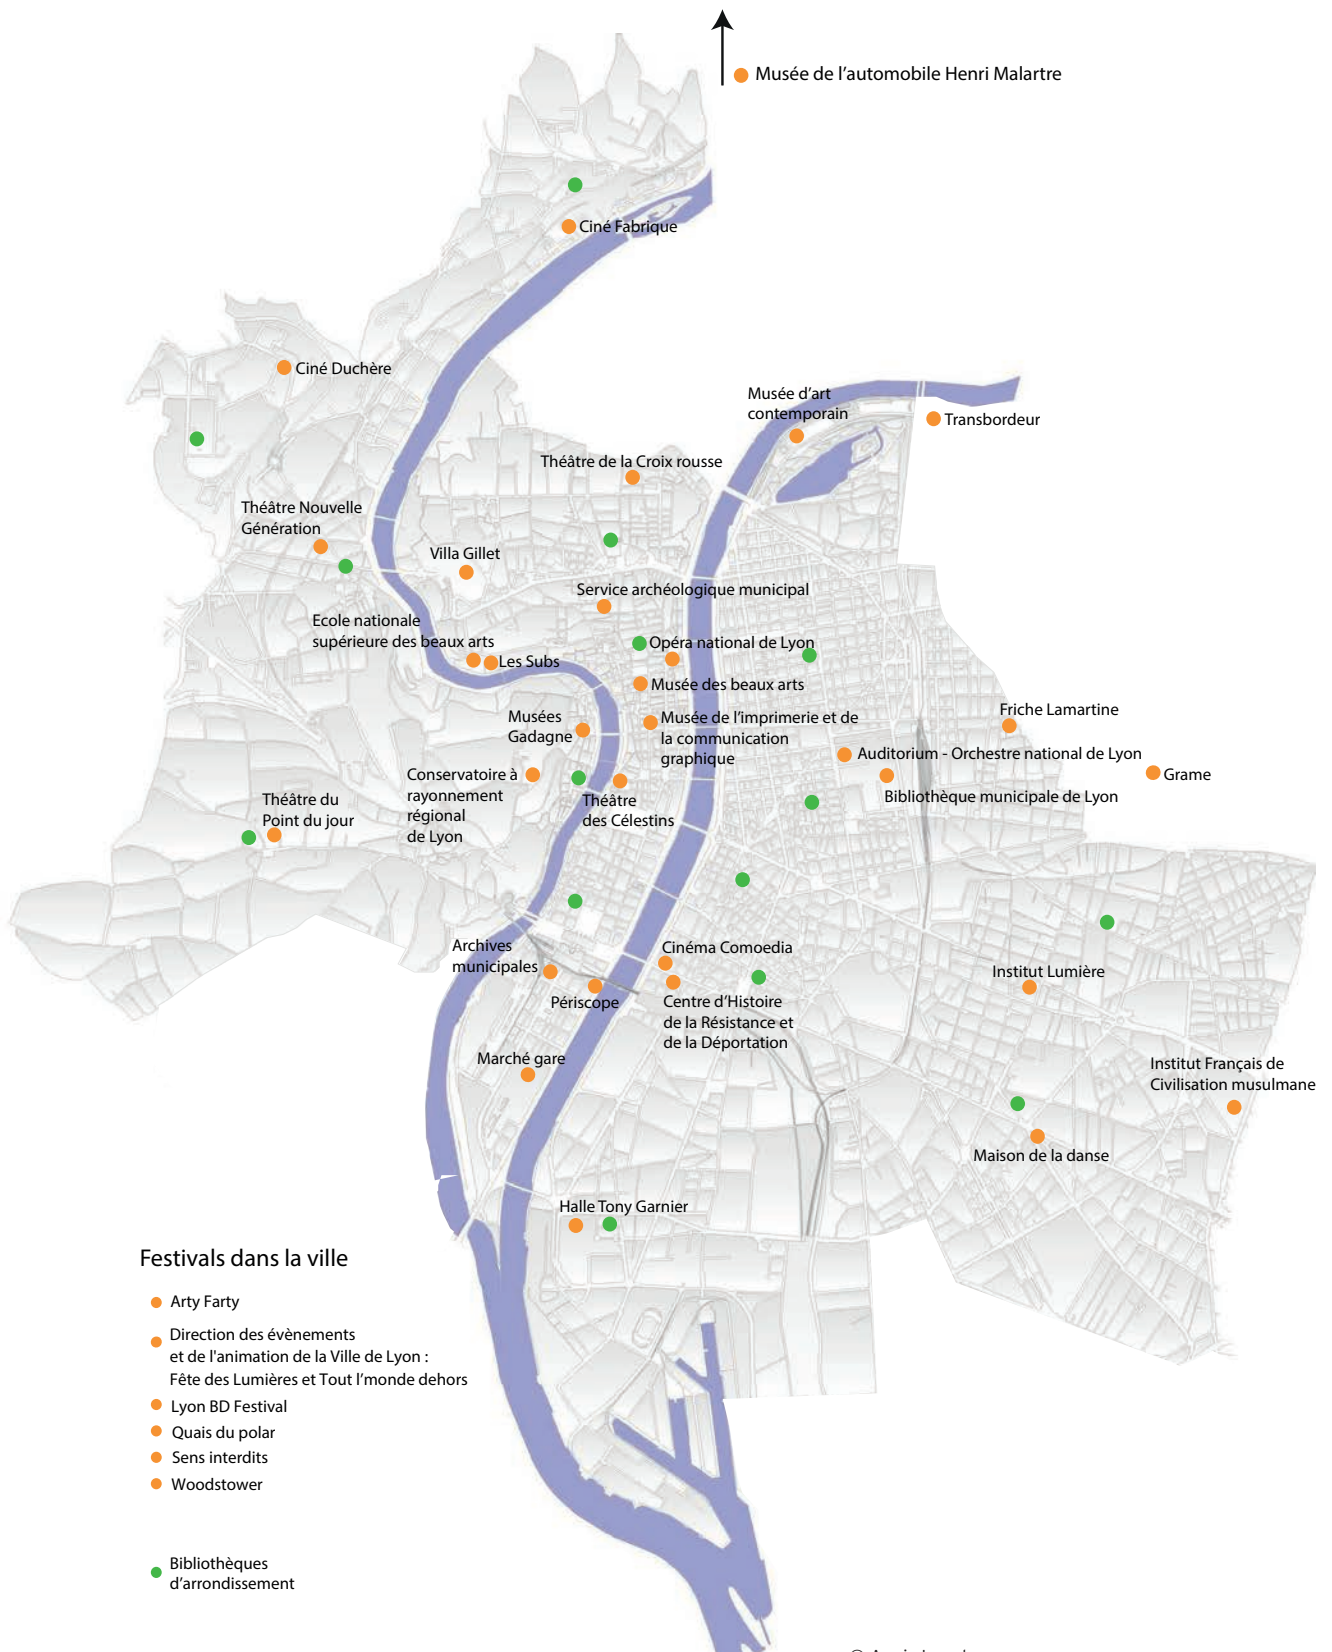 Musée de l'automobile Henri Malartre
Ciné Fabrique
Ciné Duchère
Musée d'art
contemporain
Transbordeur
Théâtre de la Croix rousse
Théâtre Nouvelle
Génération
Villa Gillet
Service archéologique municipal
Ecole nationale
supérieure des beaux arts
Les Subs
Opéra national de Lyon
Musée des beaux arts
Musées
Gadagne
Musée de l'imprimerie et de
la communication
graphique
Friche Lamartine
Auditorium - Orchestre national de Lyon
Grame
Bibliothèque municipale de Lyon
Conservatoire à
rayonnement
régional
de Lyon
Théâtre
des Célestins
Théâtre du
Point du jour
Archives
municipales
Cinéma Comoedia
Périscope
Centre d'Histoire
de la Résistance et
de la Déportation
Institut Lumière
Marché gare
Institut Français de
Civilisation musulmane
Maison de la danse
Halle Tony Garnier
Festivals dans la ville
Arty Farty
Direction des évènements
et de l'animation de la Ville de Lyon :
Fête des Lumières et Tout l'monde dehors
Lyon BD Festival
Quais du polar
Sens interdits
Woodstower
Bibliothèques
d'arrondissement